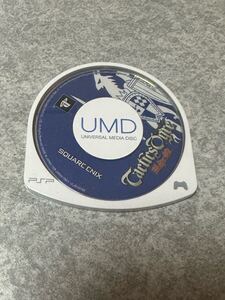 UMD
UNIVERSAL MEDIA DISC
SQUARE ENIX
Tactics Ogre
PSP